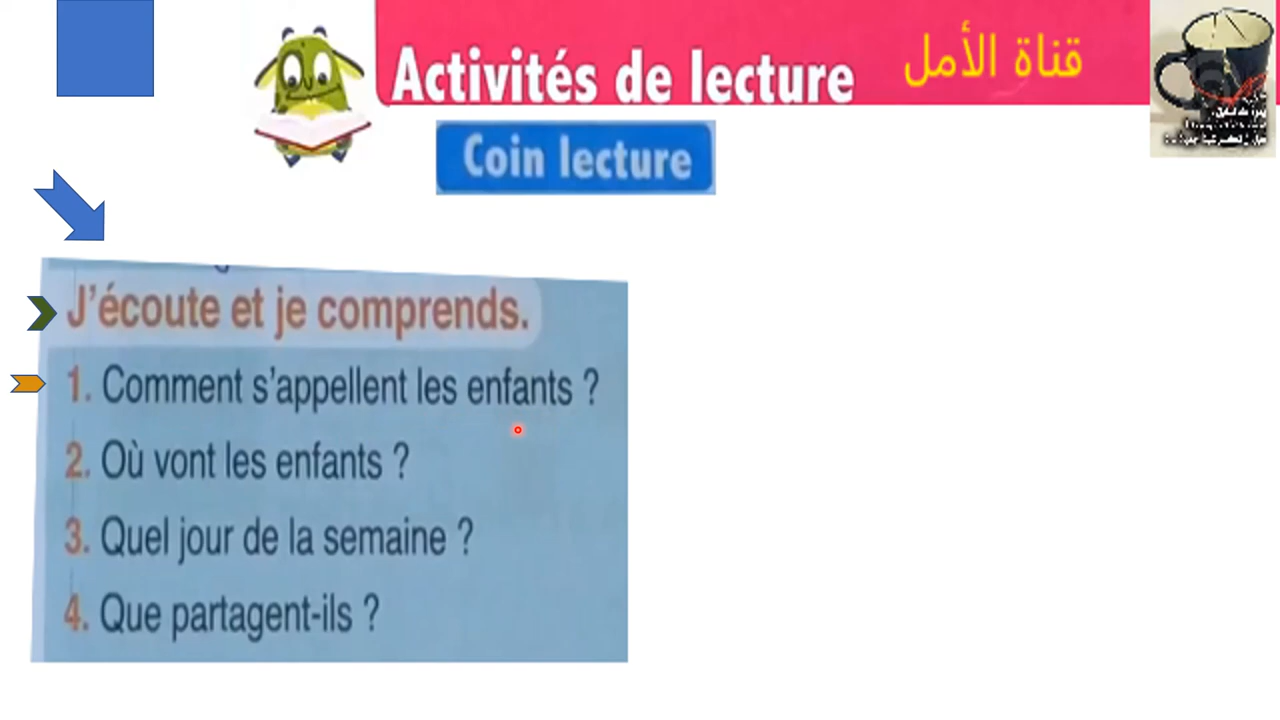 Activités de lecture
قناة الأمل
Coin lecture
J'écoute et je comprends.
1. Comment s'appellent les enfants ?
2. Où vont les enfants ?
3. Quel jour de la semaine ?
4. Que partagent-ils ?